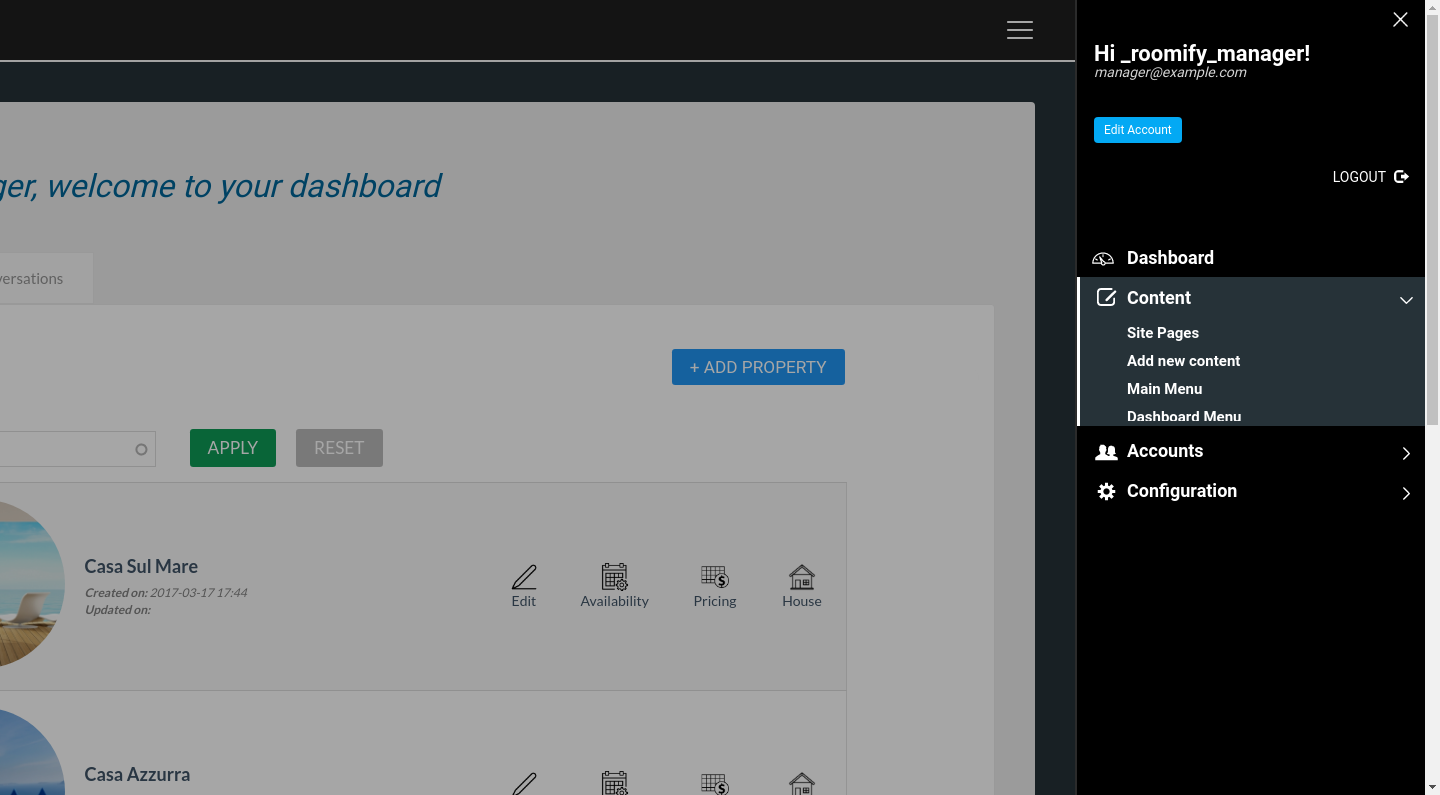 Hi _roomify_manager!
manager@example.com
Edit Account
LOGOUT
Dashboard
Content
Site Pages
Add new content
Main Menu
Dashboard Menu
Accounts
Configuration
ger, welcome to your dashboard
versations
+ ADD PROPERTY
APPLY
RESET
Casa Sul Mare
Created on: 2017-03-17 17:44
Updated on:
Edit
Availability
Pricing
House
Casa Azzurra